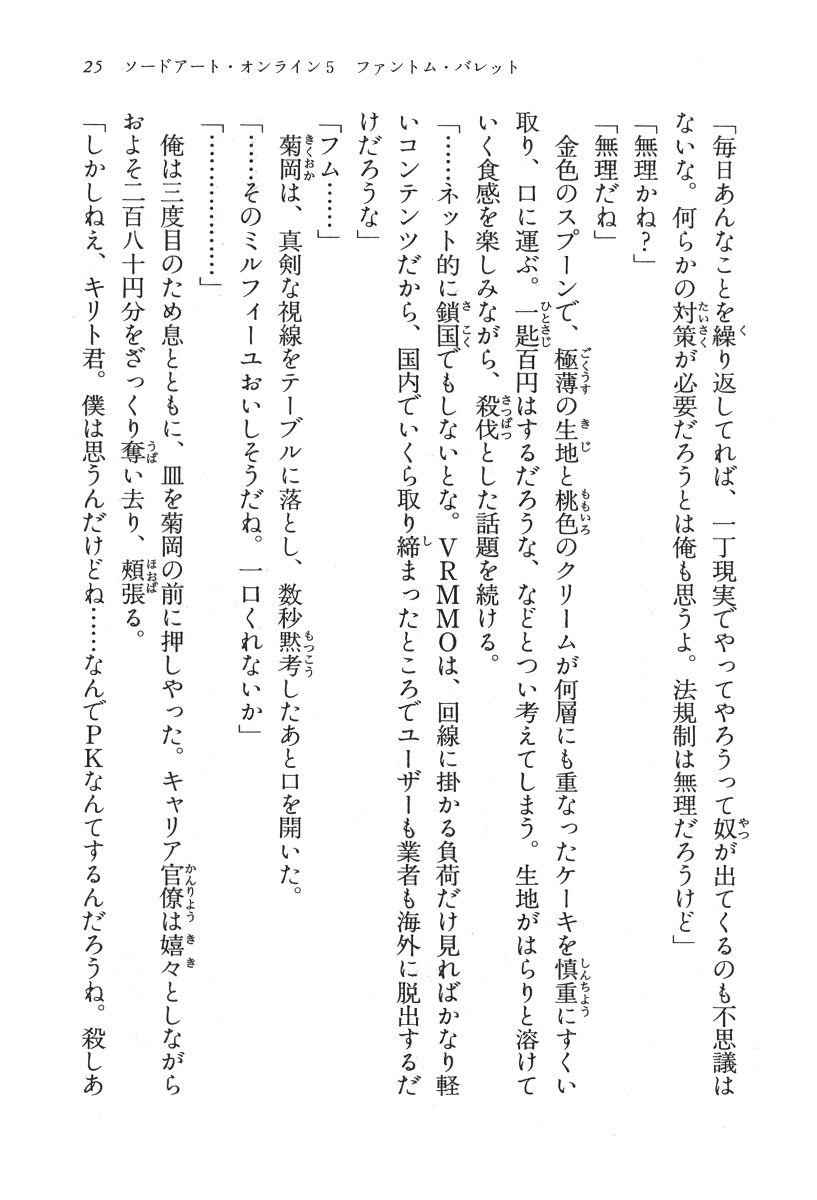 25　ソードアート・オンライン5　ファントム・バレット
「毎日あんなことを繰り返してれば、一丁現実でやってやろうって奴が出てくるのも不思議は
ないな。何らかの対策が必要だろうとは俺も思うよ。法規制は無理だろうけど」
「無理かね？」
「無理だね」
　金色のスプーンで、極薄の生地と桃色のクリームが何層にも重なったケーキを慎重にすくい
取り、口に運ぶ。一匙百円はするだろうな、などとつい考えてしまう。生地がはらりと溶けて
いく食感を楽しみながら、殺伐とした話題を続ける。
「……ネット的に鎖国でもしないとな。ＶＲＭＭＯは、回線に掛かる負荷だけ見ればかなり軽
いコンテンツだから、国内でいくら取り締まったところでユーザーも業者も海外に脱出するだ
けだろうな」
「フム……」
　菊岡は、真剣な視線をテーブルに落とし、数秒黙考したあと口を開いた。
「……そのミルフィーユおいしそうだね。一口くれないか」
「………………」
　俺は三度目のため息とともに、皿を菊岡の前に押しやった。キャリア官僚は嬉々としながら
およそ二百八十円分をざっくり奪い去り、頬張る。
「しかしねえ、キリト君。僕は思うんだけどね……なんでＰＫなんてするんだろうね。殺しあ